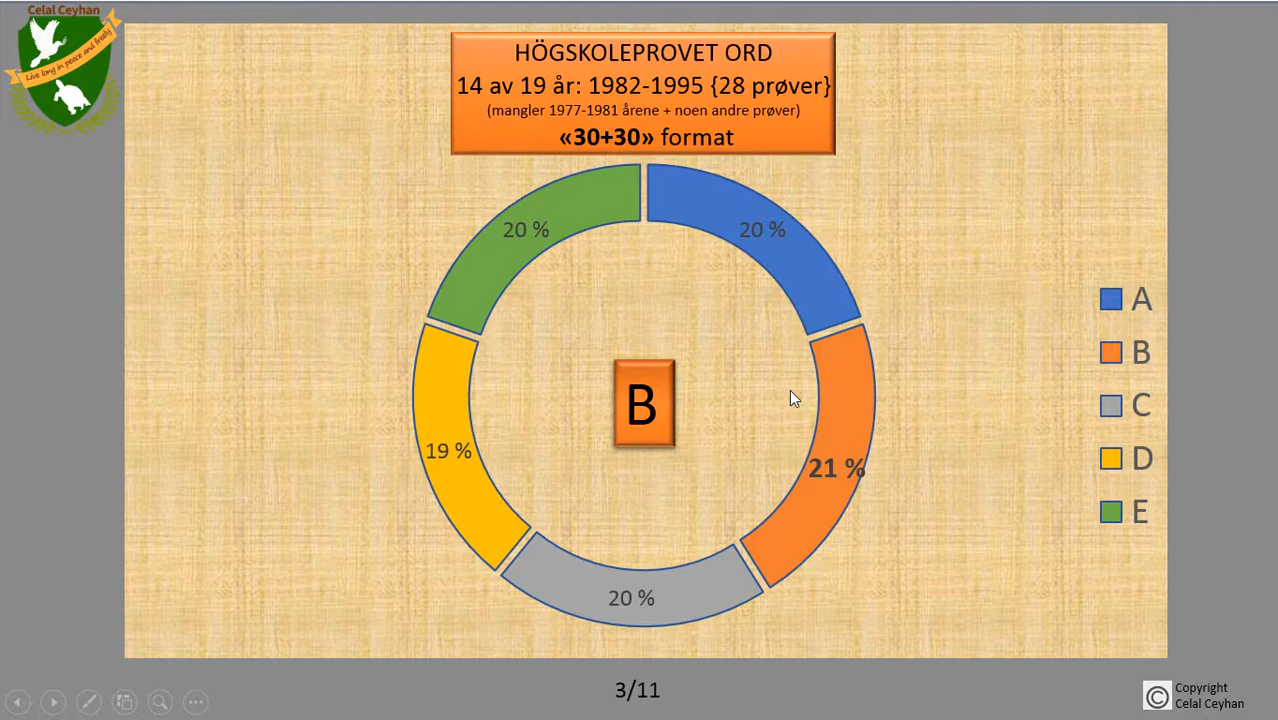 Celal Ceyhan
Live long in peace and freely
HÖGSKOLEPROVET ORD
14 av 19 år: 1982-1995 {28 prøver}
(mangler 1977-1981 årene + noen andre prøver)
«30+30» format
20 %
20 %
A
B
B
C
19 %
D
21 %
E
20 %
3/11
© Copyright
Celal Ceyhan